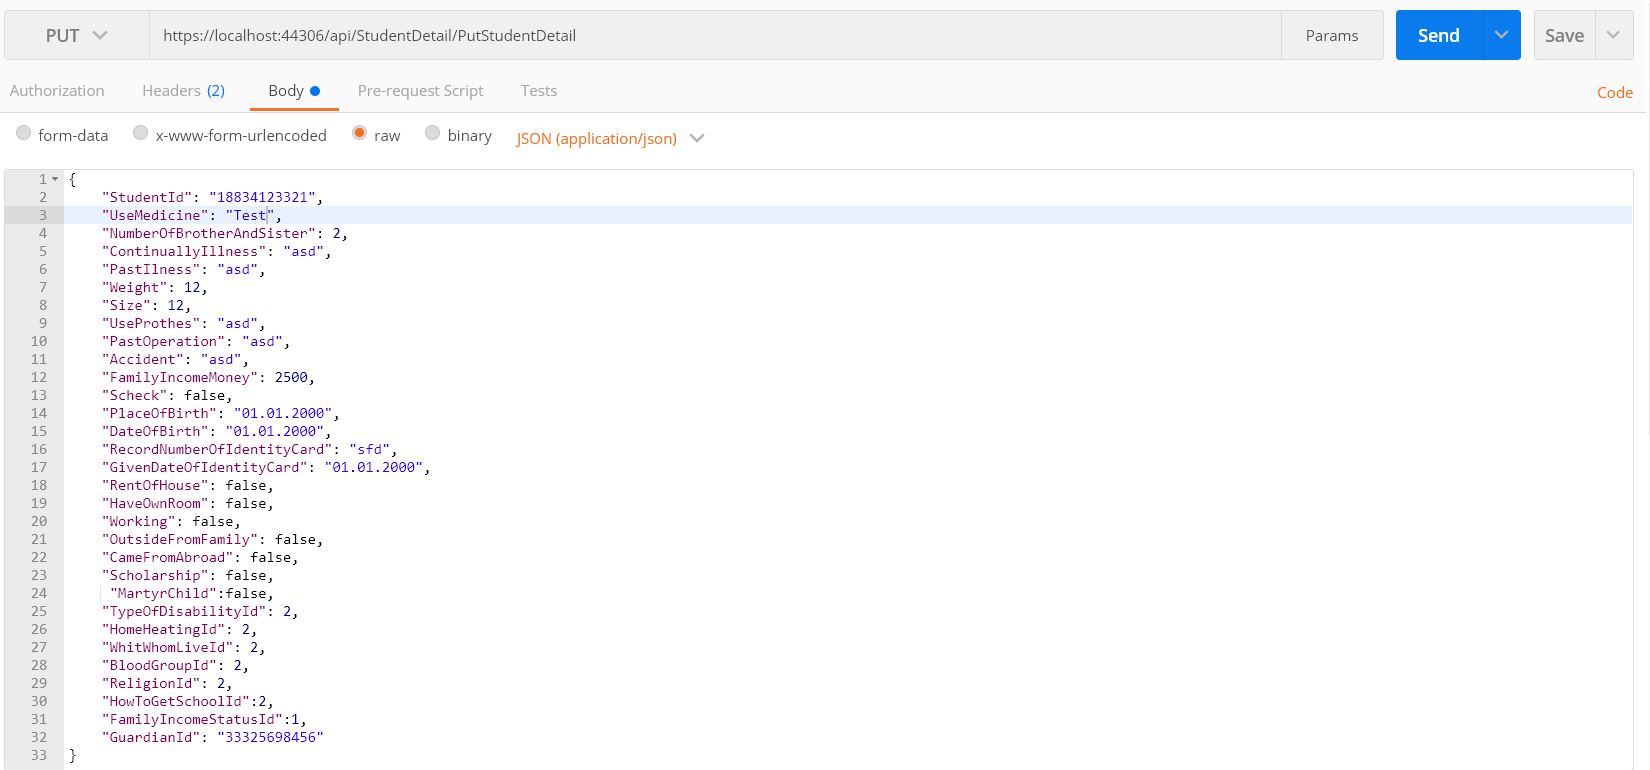 PUT https://localhost:44306/api/StudentDetail/PutStudentDetail Params Send Save
Authorization Headers (2) Body Pre-request Script Tests Code
form-data x-www-form-urlencoded raw binary JSON (application/json)
1 {
2 "StudentId": "18834123321",
3 "UseMedicine": "Test",
4 "NumberOfBrotherAndSister": 2,
5 "ContinuallyIllness": "asd",
6 "PastIlness": "asd",
7 "Weight": 12,
8 "Size": 12,
9 "UseProthes": "asd",
10 "PastOperation": "asd",
11 "Accident": "asd",
12 "FamilyIncomeMoney": 2500,
13 "Scheck": false,
14 "PlaceOfBirth": "01.01.2000",
15 "DateOfBirth": "01.01.2000",
16 "RecordNumberOfIdentityCard": "sfd",
17 "GivenDateOfIdentityCard": "01.01.2000",
18 "RentOfHouse": false,
19 "HaveOwnRoom": false,
20 "Working": false,
21 "OutsideFromFamily": false,
22 "CameFromAbroad": false,
23 "Scholarship": false,
24 "MartyrChild":false,
25 "TypeOfDisabilityId": 2,
26 "HomeHeatingId": 2,
27 "WhitWhomLiveId": 2,
28 "BloodGroupId": 2,
29 "ReligionId": 2,
30 "HowToGetSchoolId":2,
31 "FamilyIncomeStatusId":1,
32 "GuardianId": "33325698456"
33 }